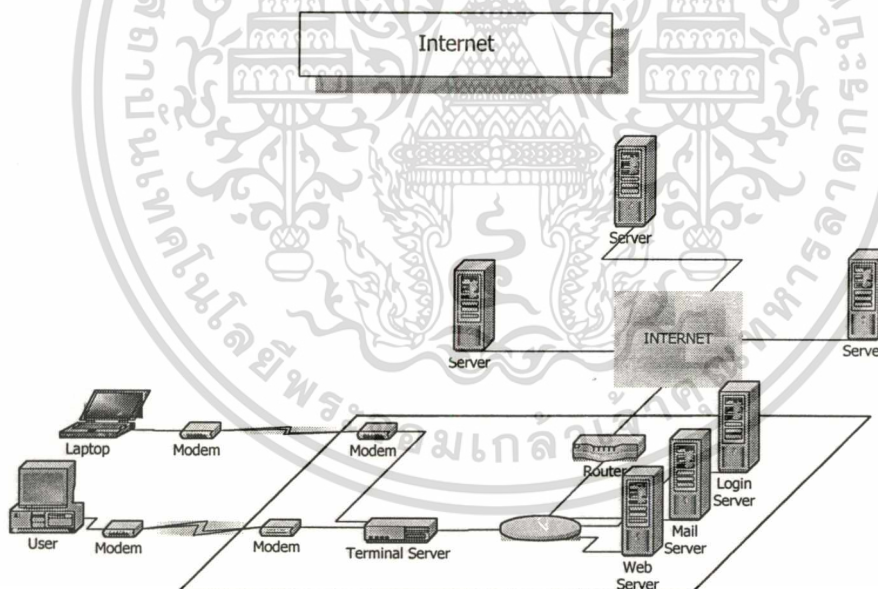 Internet
Server
Server
INTERNET
Server
Laptop
Modem
Modem
Router
Login
Server
Mail
Server
User
Modem
Modem
Terminal Server
Web
Server